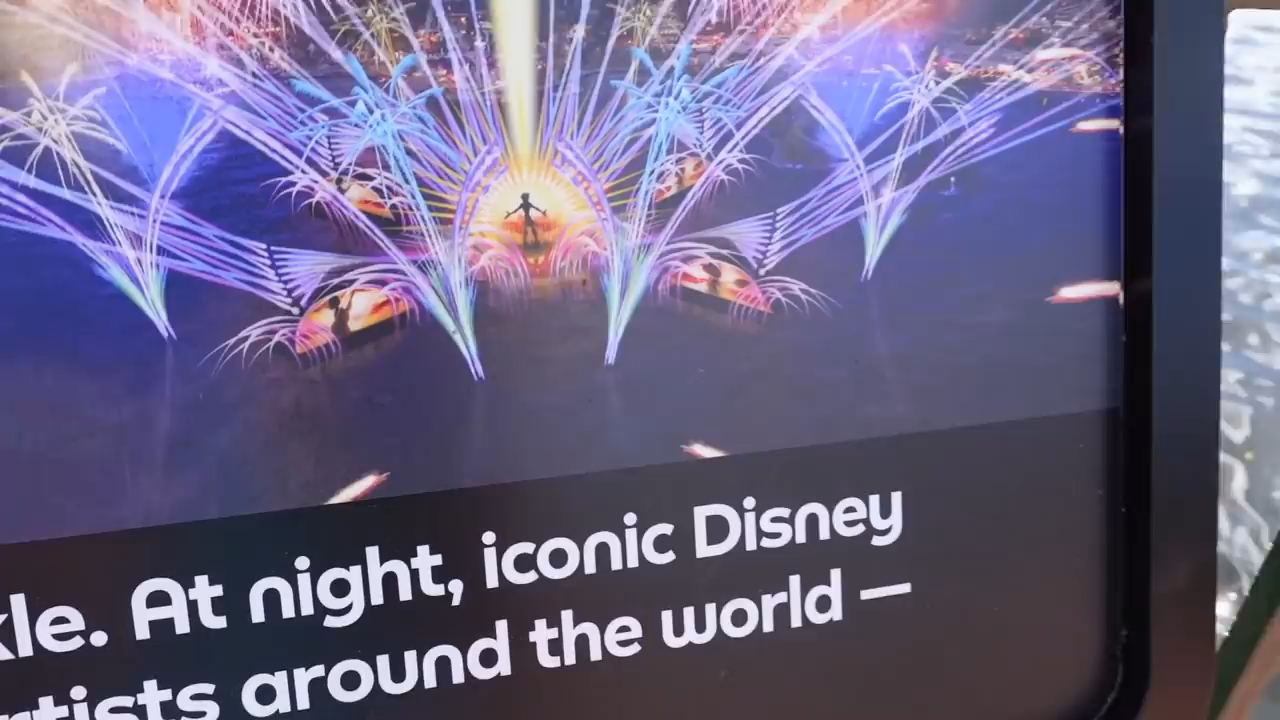 kle. At night, iconic Disney
rtists around the world —